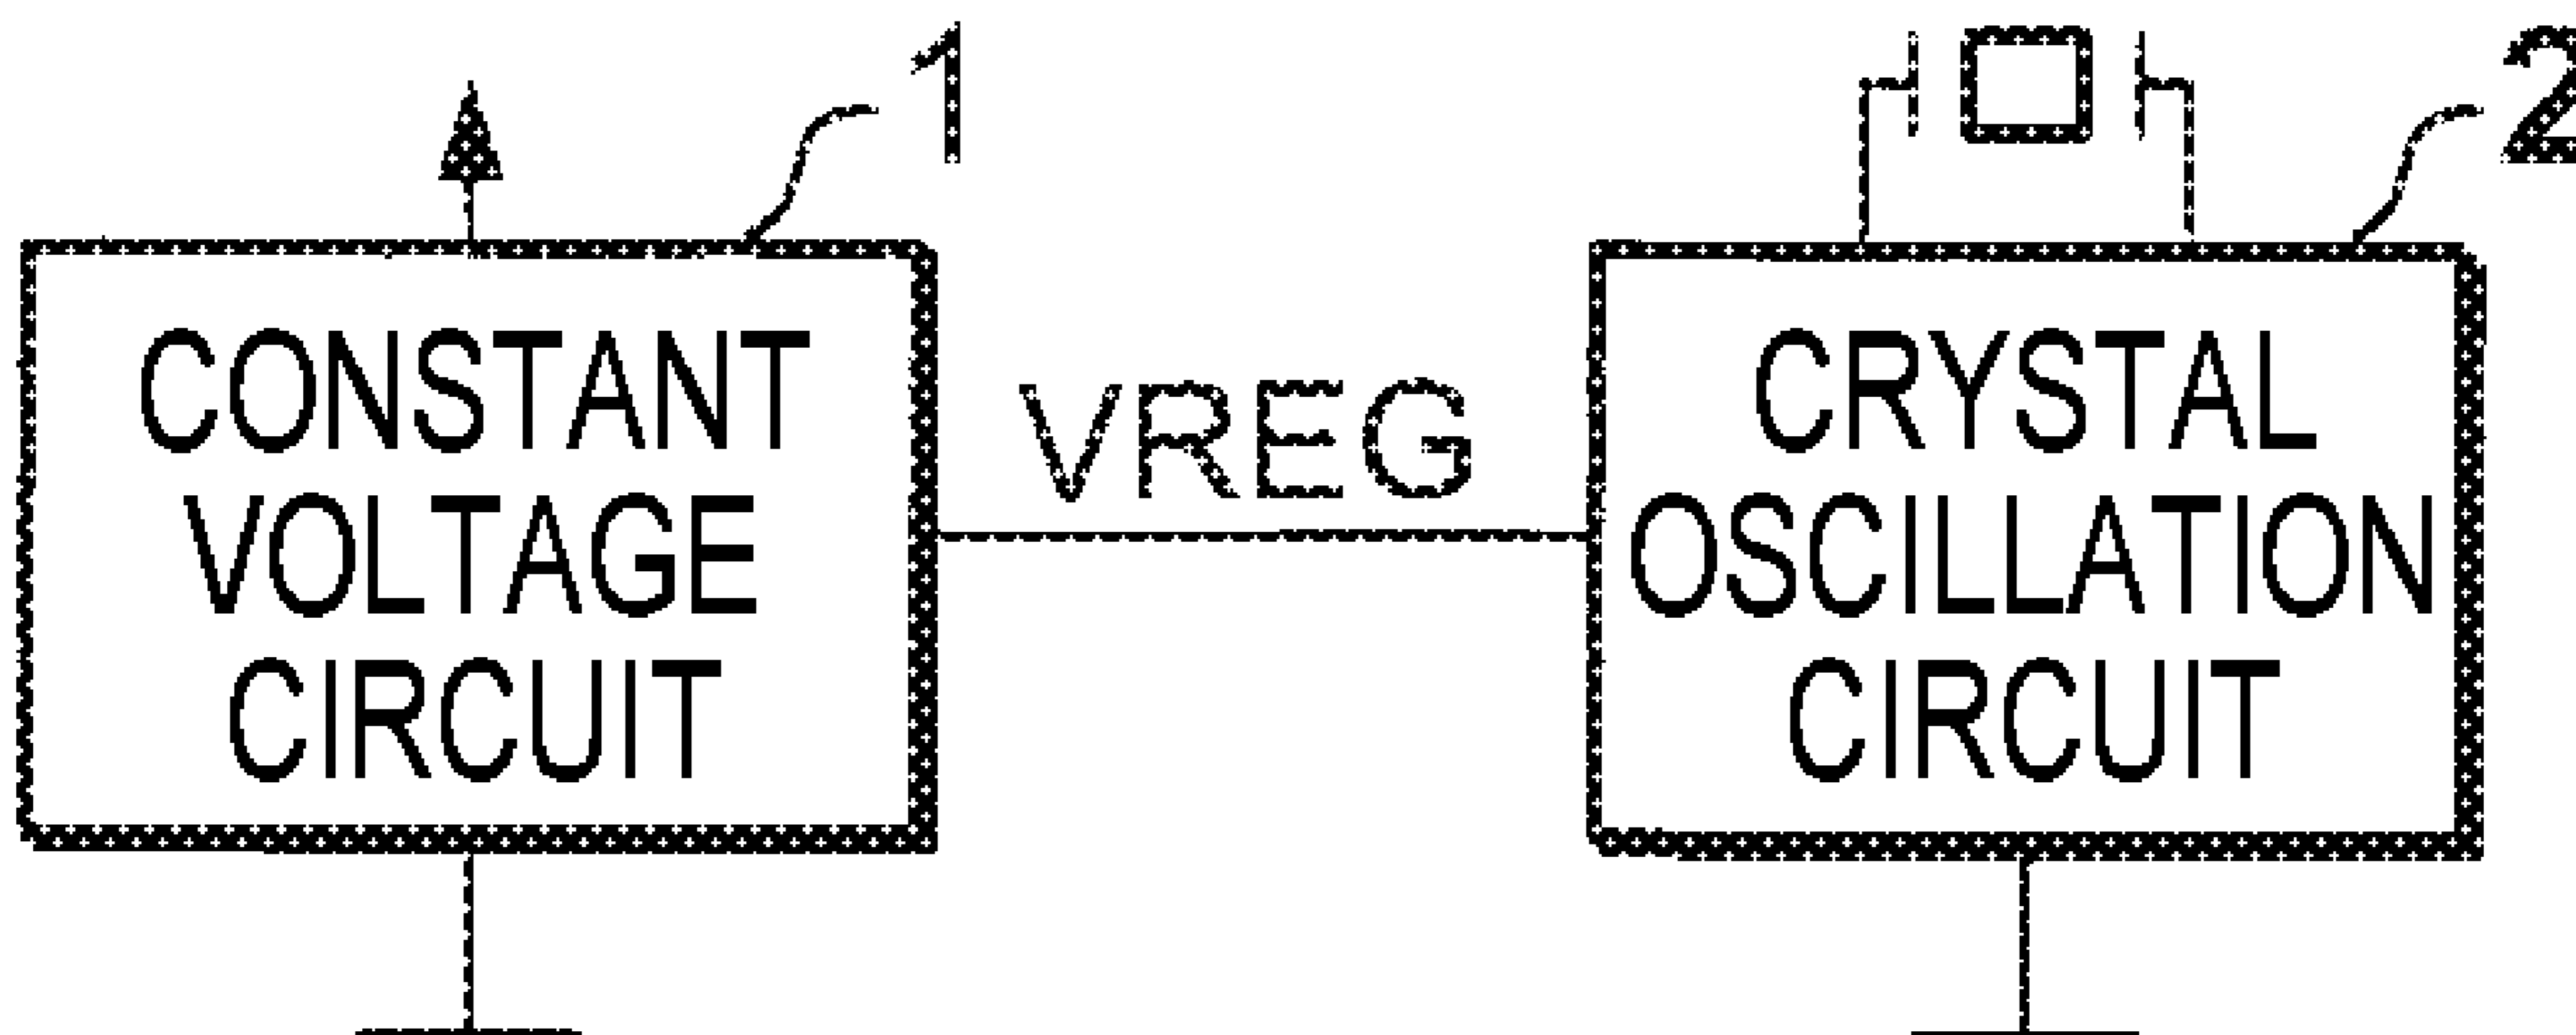 1
2
CONSTANT
VOLTAGE
CIRCUIT
VREG
CRYSTAL
OSCILLATION
CIRCUIT